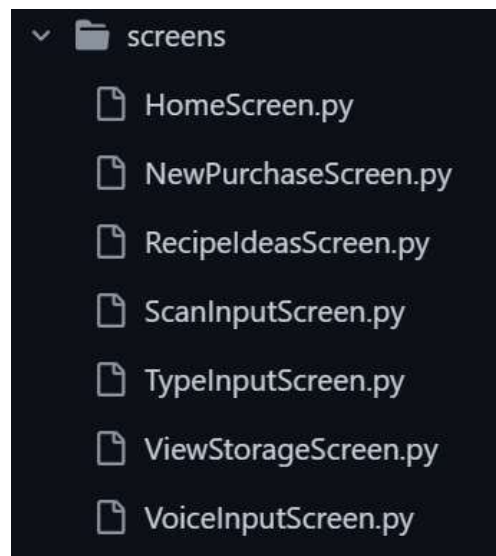 screens
HomeScreen.py
NewPurchaseScreen.py
RecipeIdeasScreen.py
ScanInputScreen.py
TypeInputScreen.py
ViewStorageScreen.py
VoiceInputScreen.py